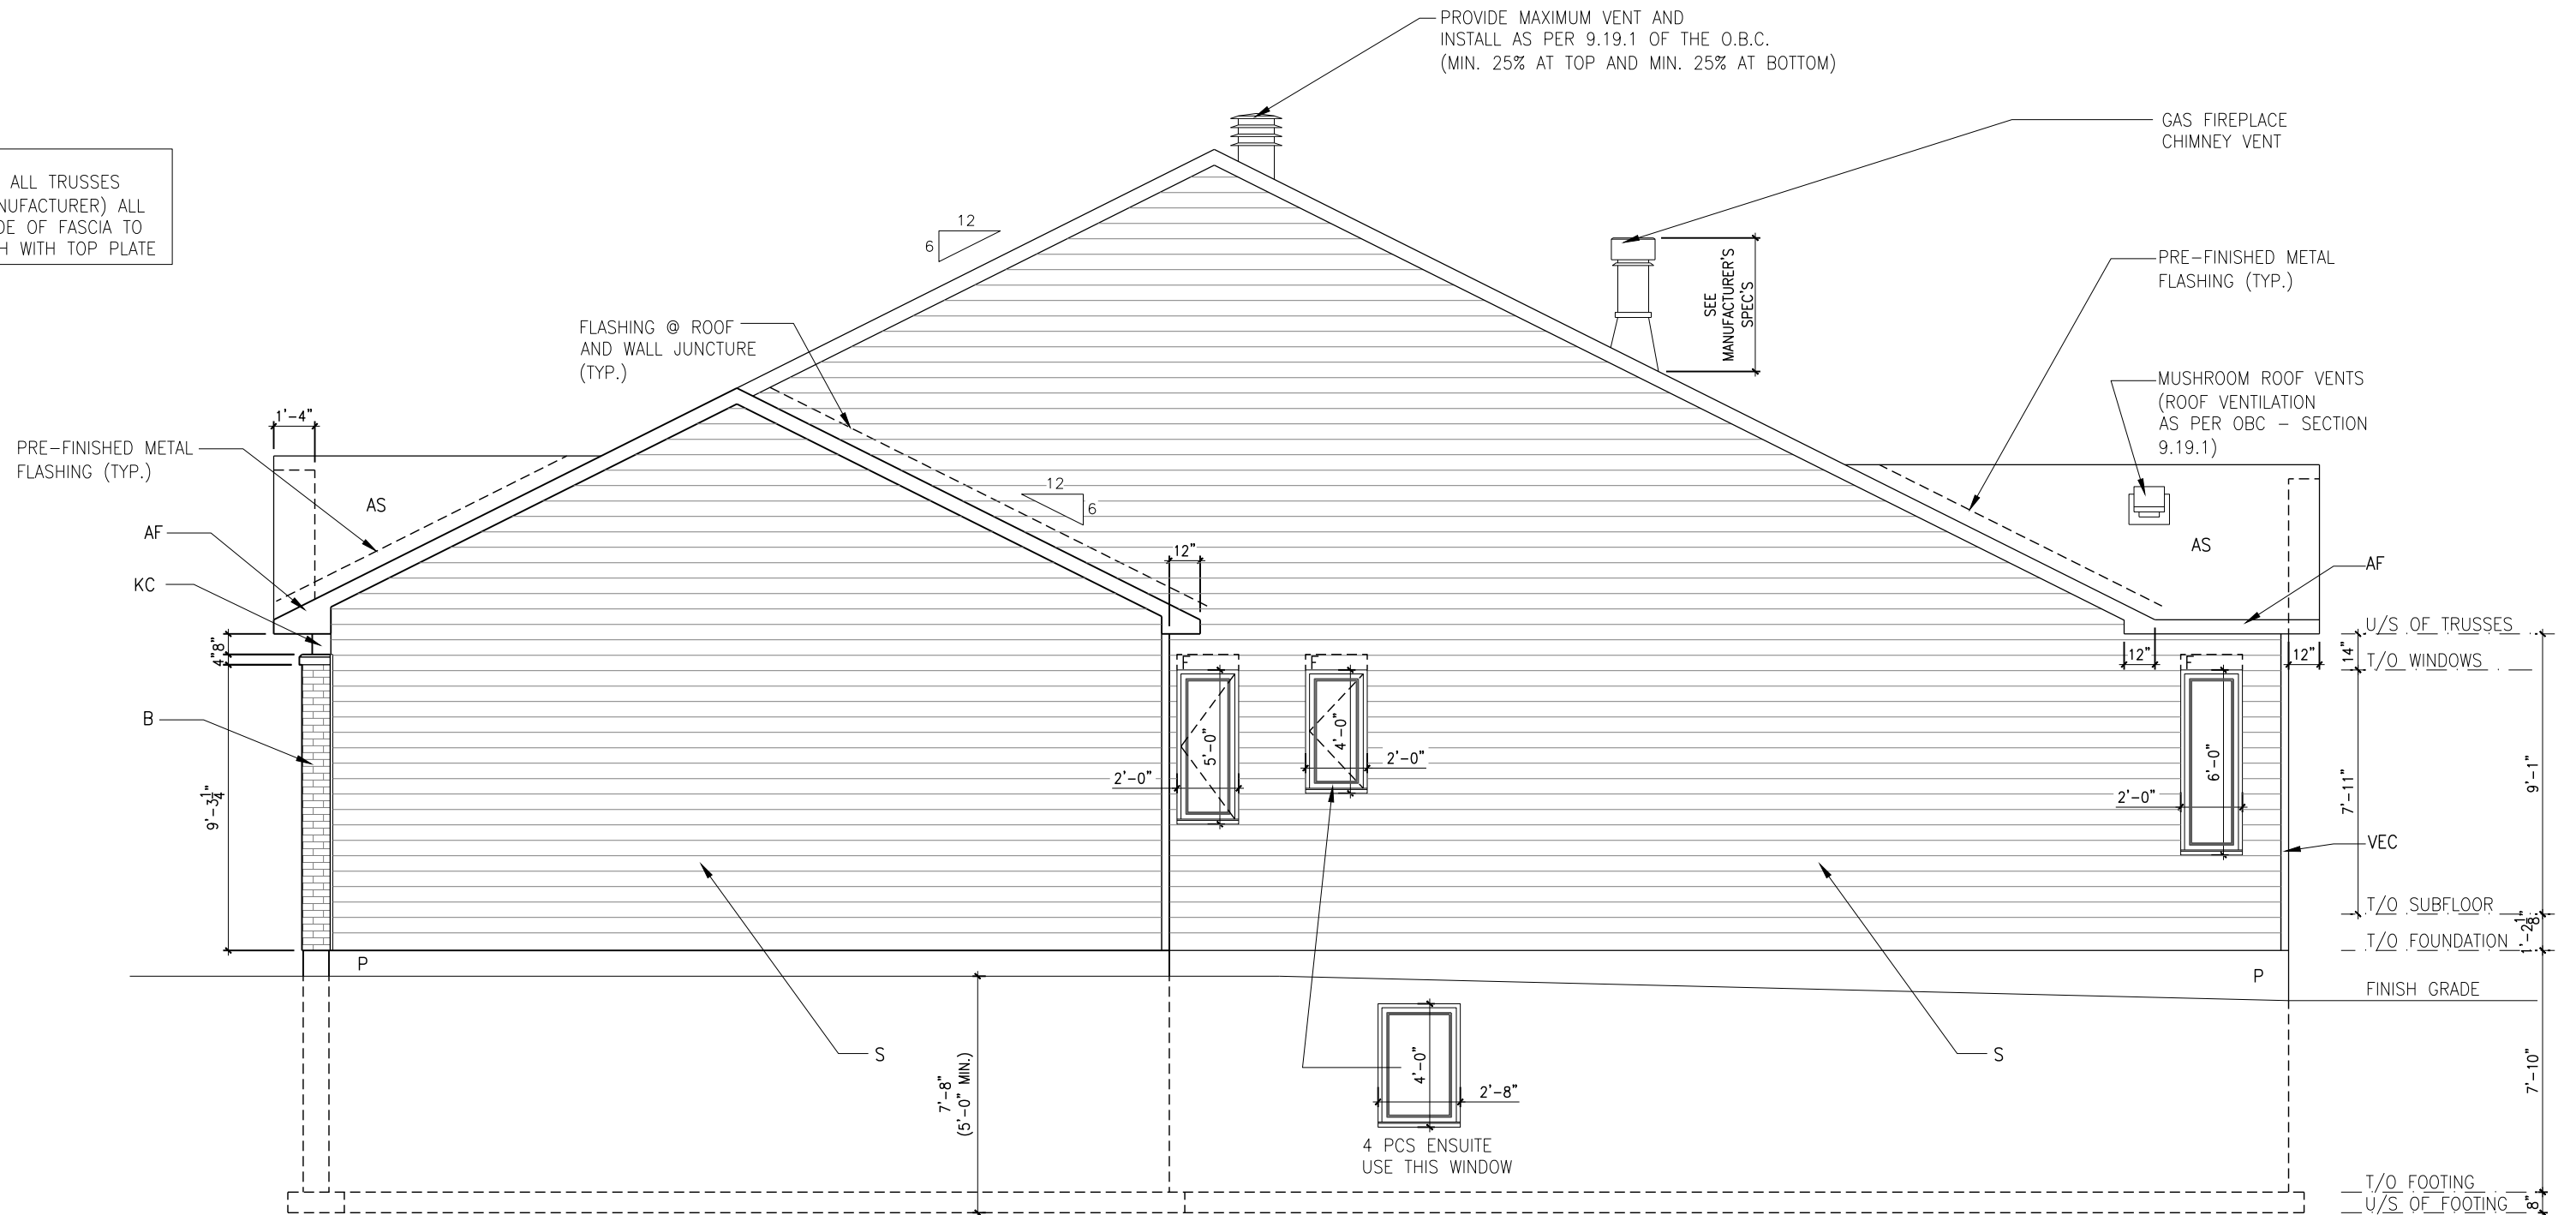 PROVIDE MAXIMUM VENT AND
INSTALL AS PER 9.19.1 OF THE O.B.C.
(MIN. 25% AT TOP AND MIN. 25% AT BOTTOM)
GAS FIREPLACE
CHIMNEY VENT
ALL TRUSSES
NUFACTURER) ALL
DE OF FASCIA TO
H WITH TOP PLATE
12
6
SEE
MANUFACTURER'S
SPEC'S
PRE-FINISHED METAL
FLASHING (TYP.)
FLASHING @ ROOF
AND WALL JUNCTURE
(TYP.)
MUSHROOM ROOF VENTS
(ROOF VENTILATION
AS PER OBC - SECTION
9.19.1)
1'-4"
PRE-FINISHED METAL
FLASHING (TYP.)
AS
12
6
AS
AF
KC
12"
AF
U/S OF TRUSSES
T/O WINDOWS
8"
4"
14"
12"
12"
F
F
F
B
5'-0"
4'-0"
6'-0"
2'-0"
2'-0"
2'-0"
9'-3 1/4"
7'-11"
9'-1"
VEC
T/O SUBFLOOR
T/O FOUNDATION
1'-2 1/8"
P
P
FINISH GRADE
S
S
7'-8"
(5'-0" MIN.)
4'-0"
2'-8"
7'-10"
4 PCS ENSUITE
USE THIS WINDOW
T/O FOOTING
U/S OF FOOTING
8"